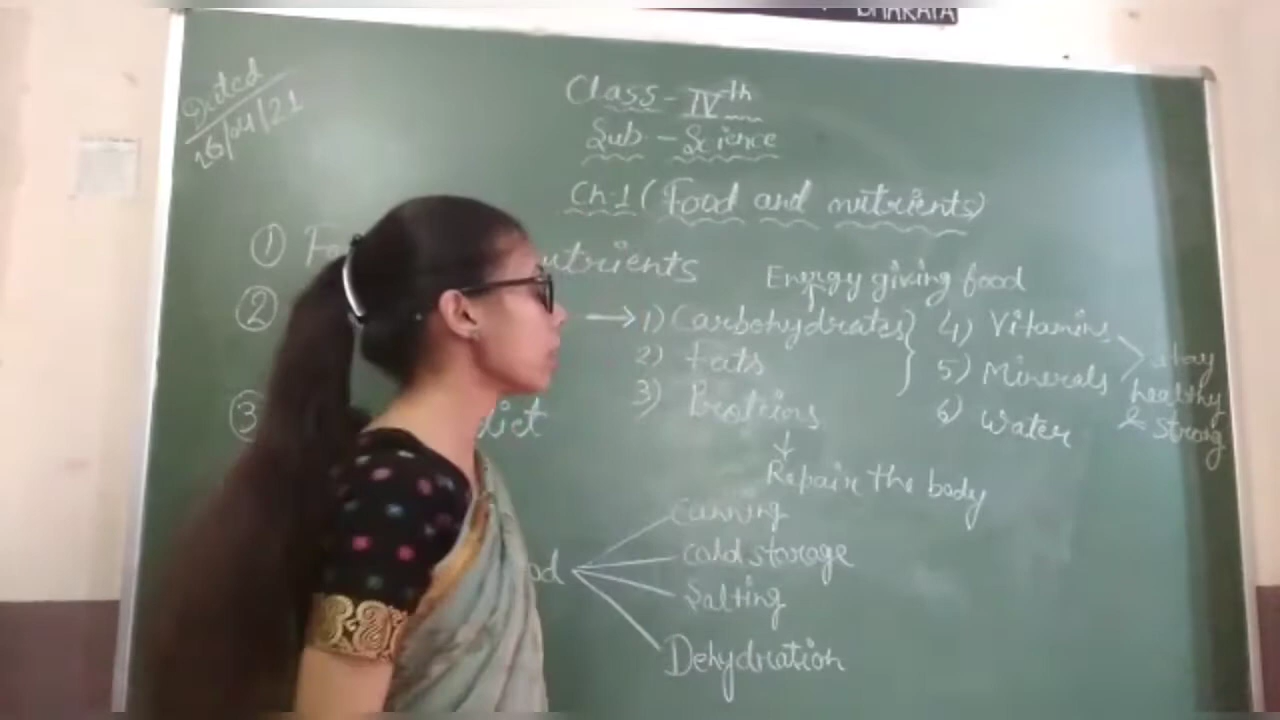 BHARATA
Dated
16/04/21
Class - IVth
Sub - Science
Ch-1 (Food and nutrients)
① utrients
Energy giving food
② → 1) Carbohydrates} 4) Vitamins
2) Fats 5) Minerals
3) Proteins 6) Water
stay
healthy
& strong
③ diet
Repair the body
Canning
od Cold storage
Salting
Dehydration